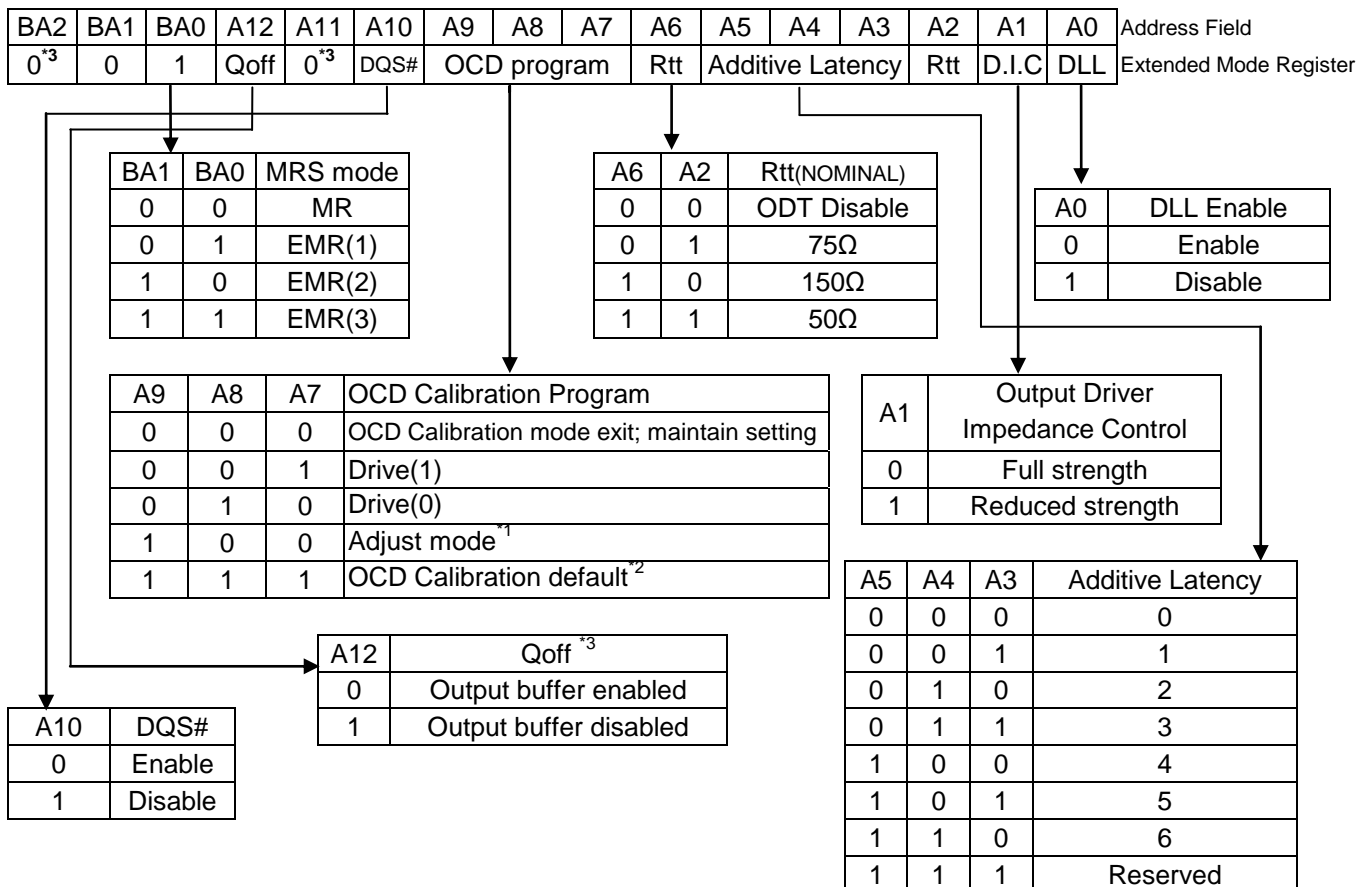 BA2 BA1 BA0 A12 A11 A10 A9 A8 A7 A6 A5 A4 A3 A2 A1 A0 Address Field
0*3 0 1 Qoff 0*3 DQS# OCD program Rtt Additive Latency Rtt D.I.C DLL Extended Mode Register
BA1 BA0 MRS mode
0 0 MR
0 1 EMR(1)
1 0 EMR(2)
1 1 EMR(3)
A6 A2 Rtt(NOMINAL)
0 0 ODT Disable
0 1 75Ω
1 0 150Ω
1 1 50Ω
A0 DLL Enable
0 Enable
1 Disable
A9 A8 A7 OCD Calibration Program
0 0 0 OCD Calibration mode exit; maintain setting
0 0 1 Drive(1)
0 1 0 Drive(0)
1 0 0 Adjust mode*1
1 1 1 OCD Calibration default*2
A1 Output Driver
Impedance Control
0 Full strength
1 Reduced strength
A12 Qoff *3
0 Output buffer enabled
1 Output buffer disabled
A10 DQS#
0 Enable
1 Disable
A5 A4 A3 Additive Latency
0 0 0 0
0 0 1 1
0 1 0 2
0 1 1 3
1 0 0 4
1 0 1 5
1 1 0 6
1 1 1 Reserved